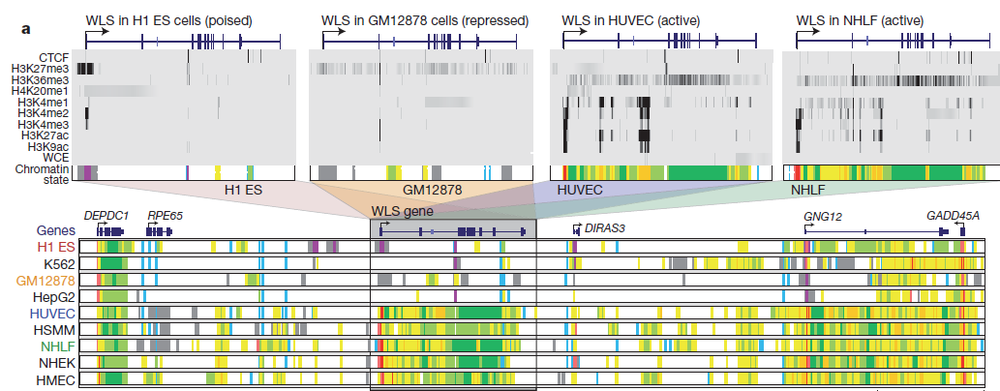 a
WLS in H1 ES cells (poised)
WLS in GM12878 cells (repressed)
WLS in HUVEC (active)
WLS in NHLF (active)
CTCF
H3K27me3
H3K36me3
H4K20me1
H3K4me1
H3K4me2
H3K4me3
H3K27ac
H3K9ac
WCE
Chromatin
state
H1 ES
GM12878
HUVEC
NHLF
WLS gene
DEPDC1
RPE65
DIRAS3
GNG12
GADD45A
Genes
H1 ES
K562
GM12878
HepG2
HUVEC
HSMM
NHLF
NHEK
HMEC